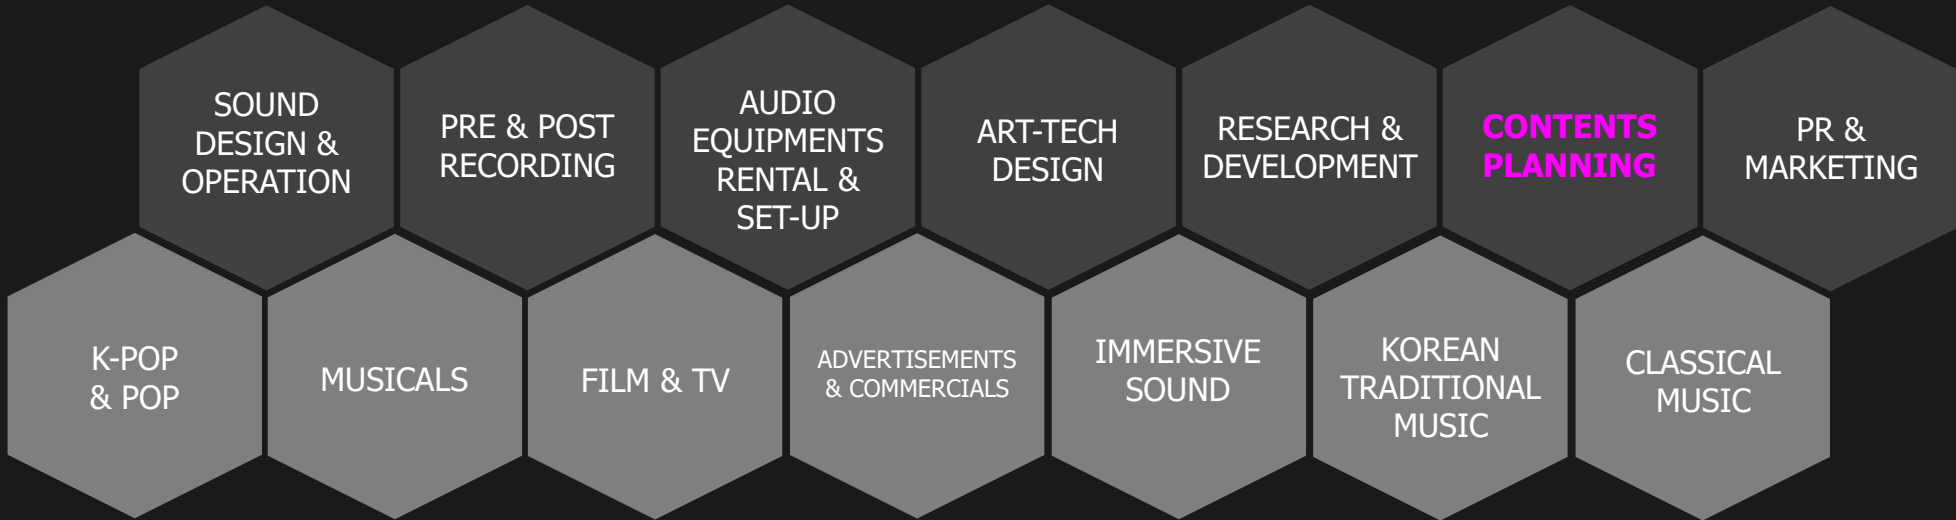 SOUND
DESIGN &
OPERATION
PRE & POST
RECORDING
AUDIO
EQUIPMENTS
RENTAL &
SET-UP
ART-TECH
DESIGN
RESEARCH &
DEVELOPMENT
CONTENTS
PLANNING
PR &
MARKETING
K-POP
& POP
MUSICALS
FILM & TV
ADVERTISEMENTS
& COMMERCIALS
IMMERSIVE
SOUND
KOREAN
TRADITIONAL
MUSIC
CLASSICAL
MUSIC